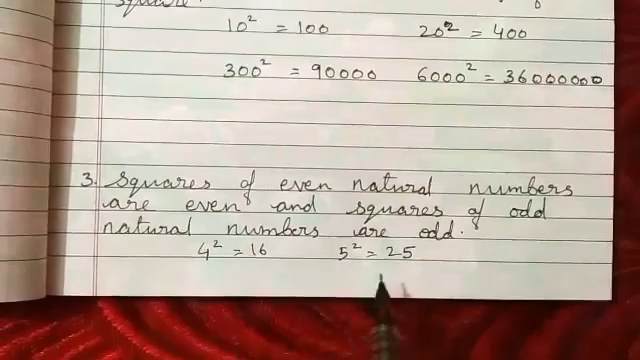 square
10² = 100 20² = 400
300² = 90000 6000² = 36000000
3. Squares of even natural numbers
are even and squares of odd
natural numbers are odd.
4² = 16 5² = 25